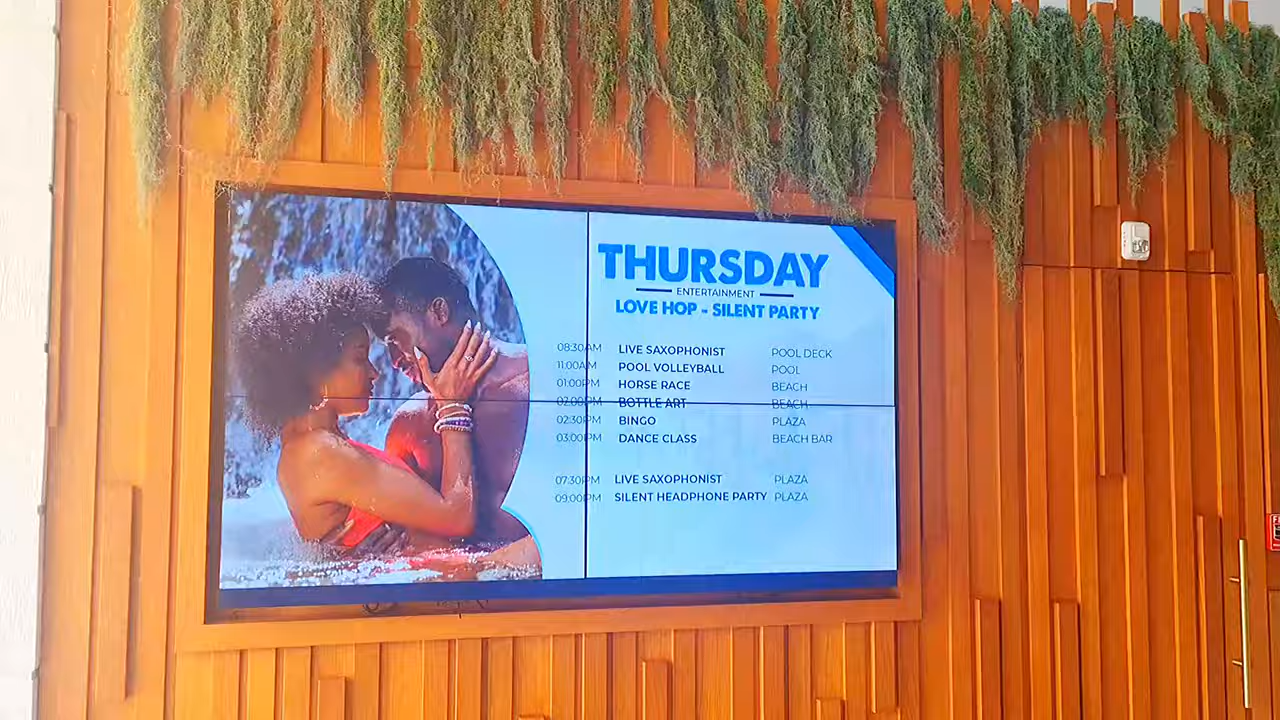 THURSDAY
ENTERTAINMENT
LOVE HOP - SILENT PARTY
08:30AM LIVE SAXOPHONIST POOL DECK
11:00AM POOL VOLLEYBALL POOL
01:00PM HORSE RACE BEACH
02:00PM BOTTLE ART BEACH
02:30PM BINGO PLAZA
03:00PM DANCE CLASS BEACH BAR
07:30PM LIVE SAXOPHONIST PLAZA
09:00PM SILENT HEADPHONE PARTY PLAZA